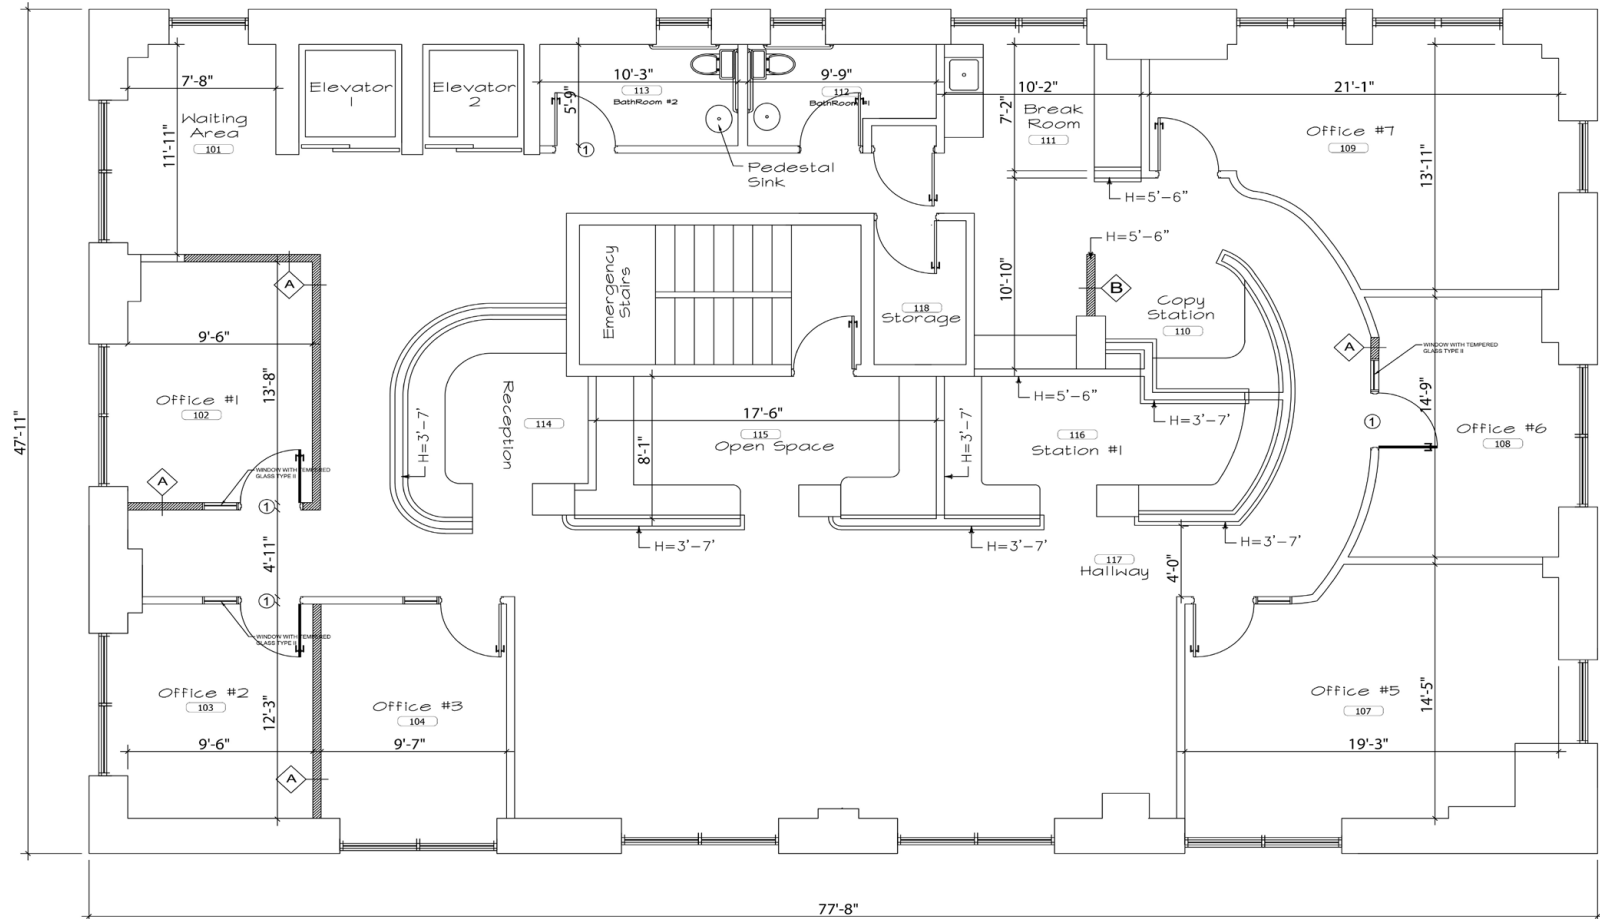 7'-8"
Elevator
1
Elevator
2
10'-3"
113
BathRoom #2
9'-9"
112
BathRoom #1
5'-9"
10'-2"
7'-2"
Break
Room
111
21'-1"
Office #7
109
13'-11"
Waiting
Area
101
11'-11"
1
Pedestal
Sink
H=5'-6"
H=5'-6"
B
10'-10"
Copy
Station
110
Emergency
Stairs
118
Storage
A
9'-6"
13'-8"
Office #1
102
A
WINDOW WITH TEMPERED
GLASS TYPE II
14'-9"
1
Office #6
108
47'-11"
Reception
114
H=3'-7'
17'-6"
115
Open Space
8'-1"
H=3'-7'
H=5'-6"
H=3'-7'
116
Station #1
A
WINDOW WITH TEMPERED
GLASS TYPE II
1
4'-11"
H=3'-7'
H=3'-7'
H=3'-7'
117
Hallway
4'-0"
1
WINDOW WITH TEMPERED
GLASS TYPE II
Office #2
103
12'-3"
9'-6"
A
Office #3
104
9'-7"
Office #5
107
14'-5"
19'-3"
77'-8"